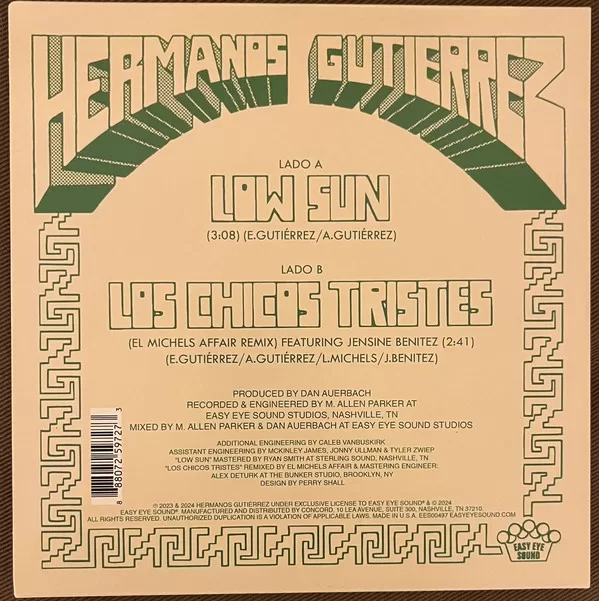 HERMANOS GUTIERREZ
LADO A
LOW SUN
(3:08) (E.GUTIÉRREZ/A.GUTIÉRREZ)
LADO B
LOS CHICOS TRISTES
(EL MICHELS AFFAIR REMIX) FEATURING JENSINE BENITEZ (2:41)
(E.GUTIÉRREZ/A.GUTIÉRREZ/L.MICHELS/J.BENITEZ)
PRODUCED BY DAN AUERBACH
RECORDED & ENGINEERED BY M. ALLEN PARKER AT
EASY EYE SOUND STUDIOS, NASHVILLE, TN
MIXED BY M. ALLEN PARKER & DAN AUERBACH AT EASY EYE SOUND STUDIOS
ADDITIONAL ENGINEERING BY CALEB VANBUSKIRK
ASSISTANT ENGINEERING BY MCKINLEY JAMES, JONNY ULLMAN & TYLER ZWIEP
"LOW SUN" MASTERED BY RYAN SMITH AT STERLING SOUND, NASHVILLE, TN
"LOS CHICOS TRISTES" REMIXED BY EL MICHELS AFFAIR & MASTERING ENGINEER:
ALEX DETURK AT THE BUNKER STUDIO, BROOKLYN, NY
DESIGN BY PERRY SHALL
8 88072 59727 3
℗ 2023 & 2024 HERMANOS GUTIÉRREZ UNDER EXCLUSIVE LICENSE TO EASY EYE SOUND® & © 2024
EASY EYE SOUND®. MANUFACTURED AND DISTRIBUTED BY CONCORD, 10 LEA AVENUE, SUITE 300, NASHVILLE, TN 37210.
ALL RIGHTS RESERVED. UNAUTHORIZED DUPLICATION IS A VIOLATION OF APPLICABLE LAWS. MADE IN U.S.A. EES00497 EASYEYESOUND.COM
EASY EYE
SOUND